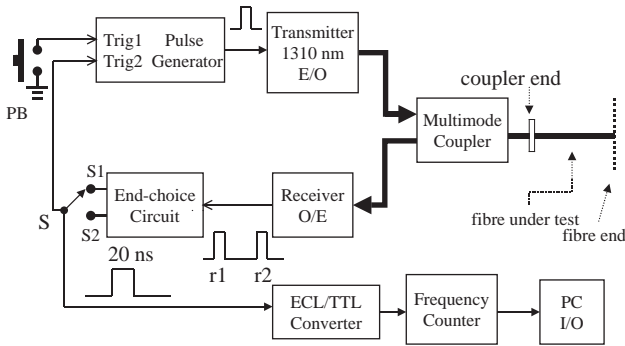 Trig1
Trig2
Pulse
Generator
Transmitter
1310 nm
E/O
PB
coupler end
Multimode
Coupler
S1
S
S2
End-choice
Circuit
Receiver
O/E
fibre under test
fibre end
20 ns
r1
r2
ECL/TTL
Converter
Frequency
Counter
PC
I/O